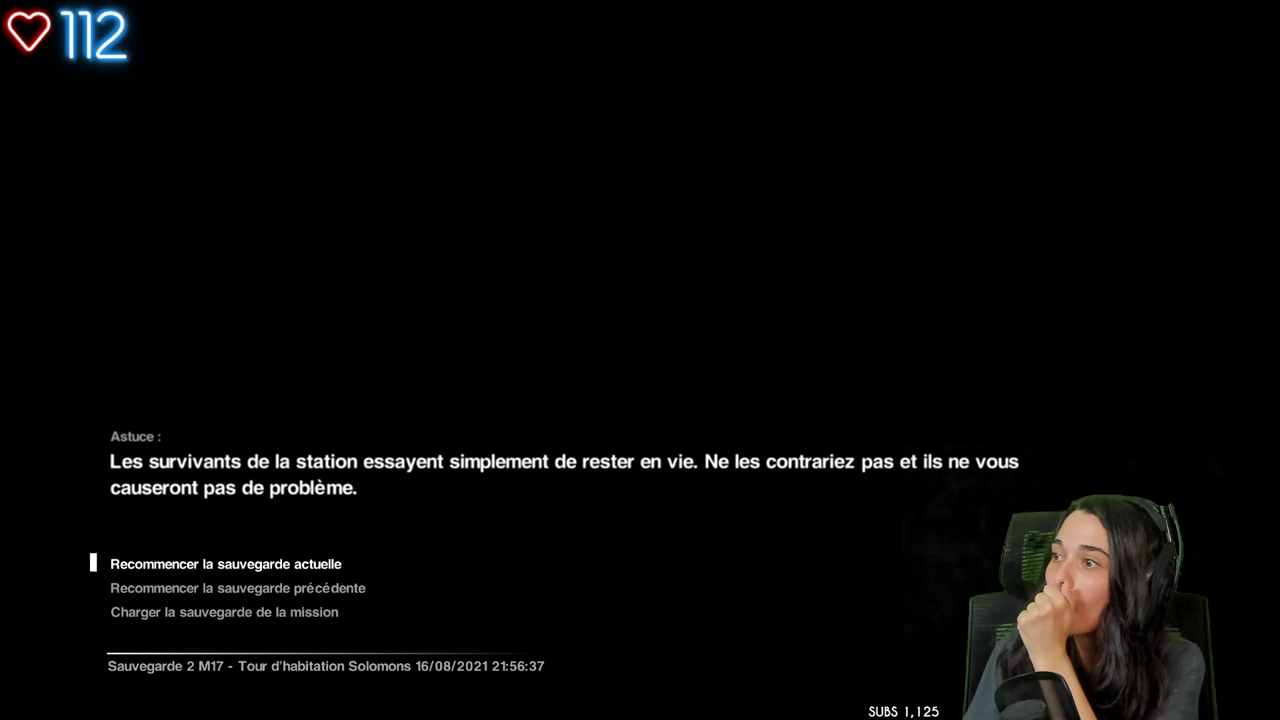 112
Astuce :
Les survivants de la station essayent simplement de rester en vie. Ne les contrariez pas et ils ne vous
causeront pas de problème.
Recommencer la sauvegarde actuelle
Recommencer la sauvegarde précédente
Charger la sauvegarde de la mission
Sauvegarde 2 M17 - Tour d'habitation Solomons 16/08/2021 21:56:37
SUBS 1,125